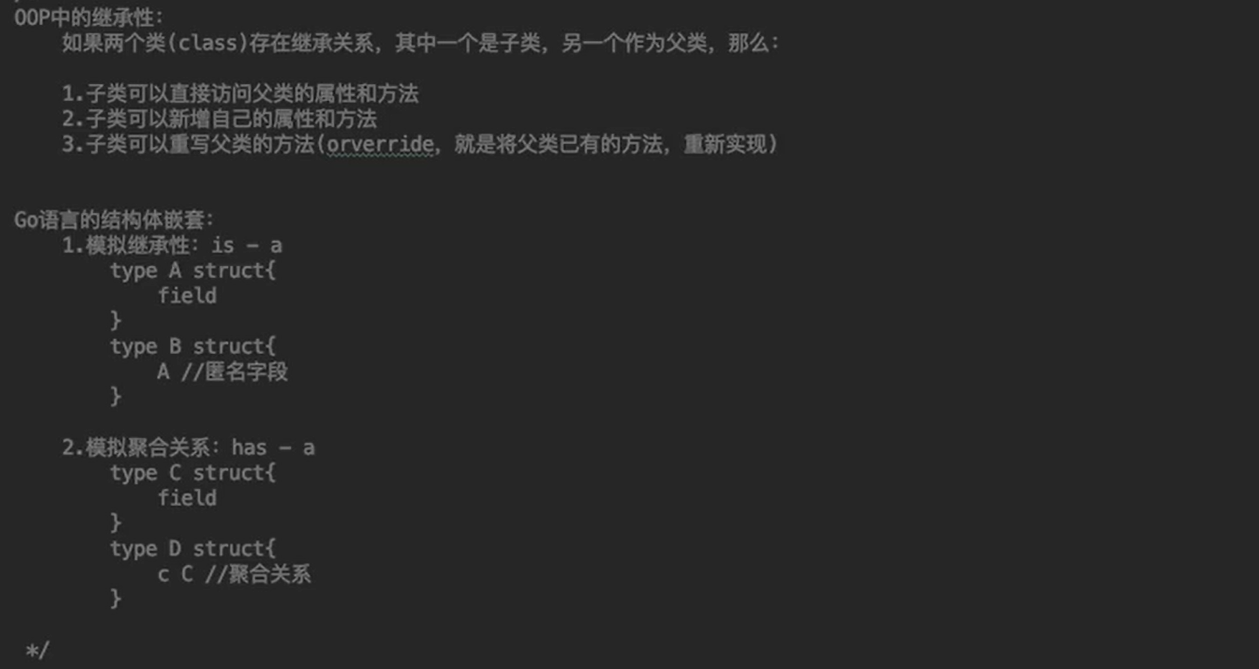 OOP中的继承性：
如果两个类(class)存在继承关系，其中一个是子类，另一个作为父类，那么：
1.子类可以直接访问父类的属性和方法
2.子类可以新增自己的属性和方法
3.子类可以重写父类的方法(orverride，就是将父类已有的方法，重新实现)
Go语言的结构体嵌套：
1.模拟继承性：is - a
type A struct{
field
}
type B struct{
A //匿名字段
}
2.模拟聚合关系：has - a
type C struct{
field
}
type D struct{
c C //聚合关系
}
*/